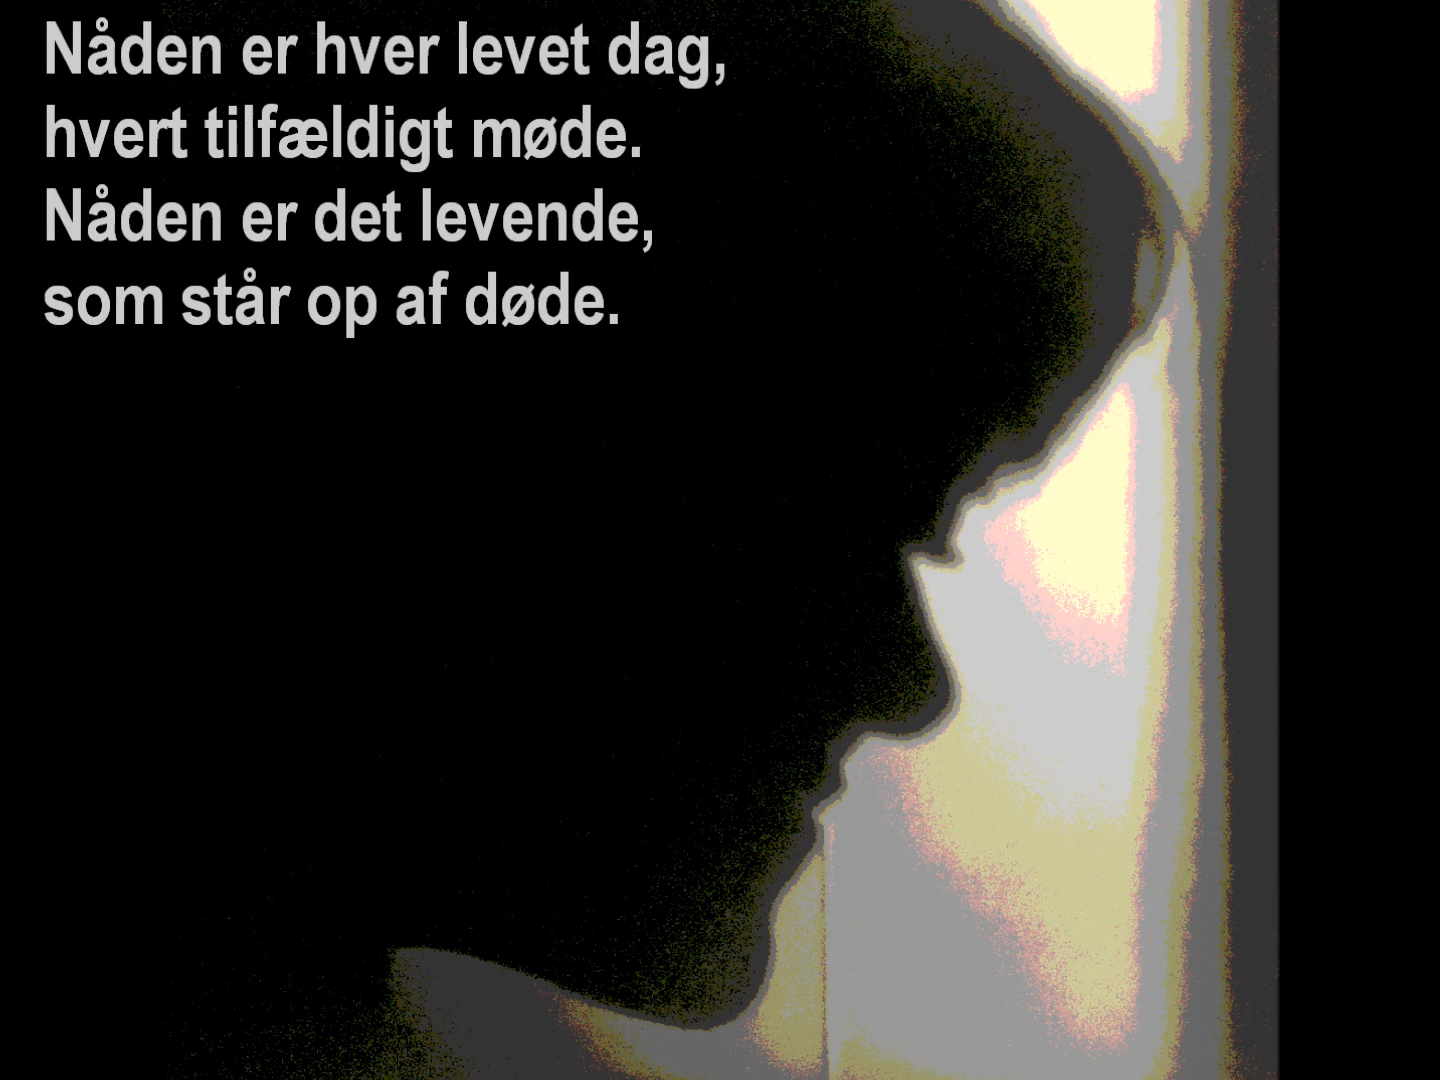 Nåden er hver levet dag,
hvert tilfældigt møde.
Nåden er det levende,
som står op af døde.